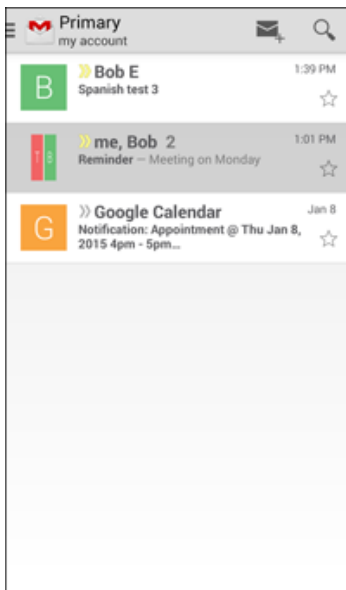 Primary
my account
B
Bob E
1:39 PM
Spanish test 3
me, Bob 2
1:01 PM
Reminder – Meeting on Monday
G
Google Calendar
Jan 8
Notification: Appointment @ Thu Jan 8,
2015 4pm - 5pm...